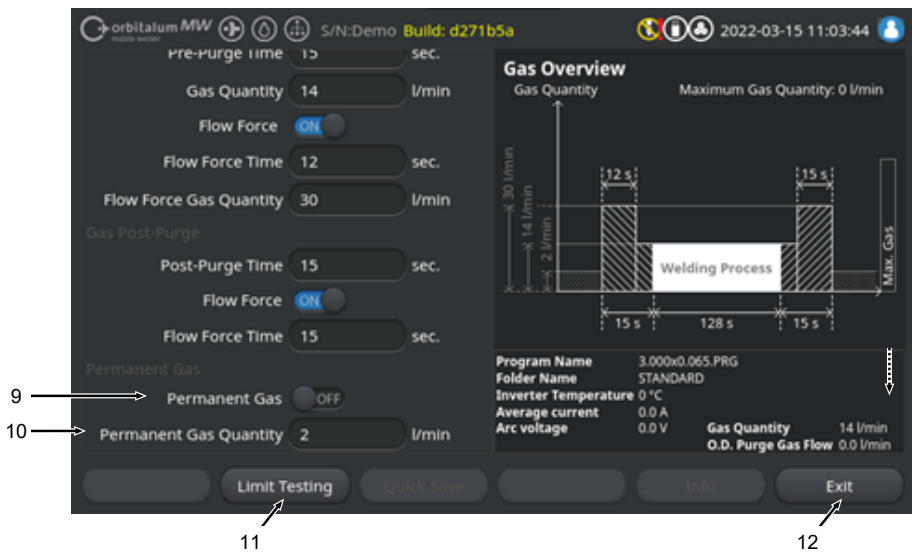 orbitalum MW
mobile welder
S/N:Demo Build: d271b5a
2022-03-15 11:03:44
Pre-Purge Time 15 sec.
Gas Quantity 14 l/min
Flow Force ON
Flow Force Time 12 sec.
Flow Force Gas Quantity 30 l/min
Gas Post-Purge
Post-Purge Time 15 sec.
Flow Force ON
Flow Force Time 15 sec.
Permanent Gas
9
Permanent Gas OFF
10
Permanent Gas Quantity 2 l/min
Gas Overview
Gas Quantity
Maximum Gas Quantity: 0 l/min
30 l/min
14 l/min
2 l/min
12 s
15 s
Welding Process
Max. Gas
15 s
128 s
15 s
Program Name 3.000x0.065.PRG
Folder Name STANDARD
Inverter Temperature 0 °C
Average current 0.0 A
Arc voltage 0.0 V
Gas Quantity 14 l/min
O.D. Purge Gas Flow 0.0 l/min
Limit Testing
Quick Save
Info
Exit
11
12